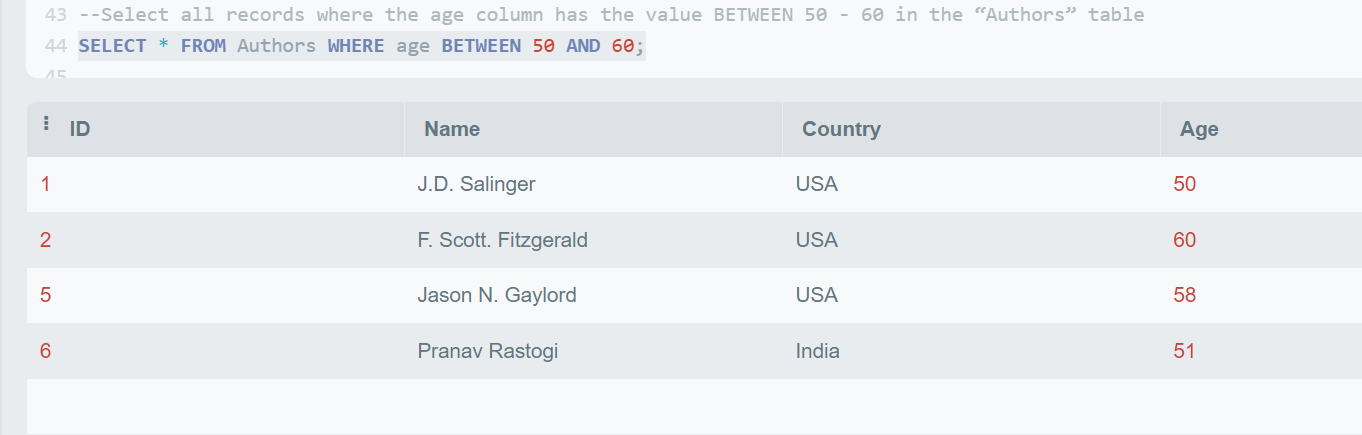 43 --Select all records where the age column has the value BETWEEN 50 - 60 in the “Authors” table
44 SELECT * FROM Authors WHERE age BETWEEN 50 AND 60;
45
ID Name Country Age
1 J.D. Salinger USA 50
2 F. Scott. Fitzgerald USA 60
5 Jason N. Gaylord USA 58
6 Pranav Rastogi India 51